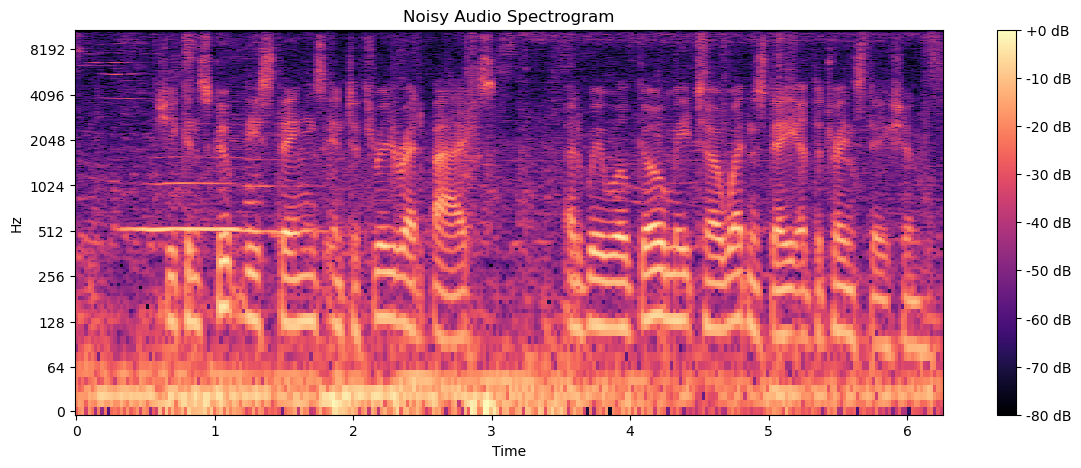 Noisy Audio Spectrogram
8192
4096
2048
1024
512
256
128
64
0
Hz
0 1 2 3 4 5 6
Time
+0 dB
-10 dB
-20 dB
-30 dB
-40 dB
-50 dB
-60 dB
-70 dB
-80 dB